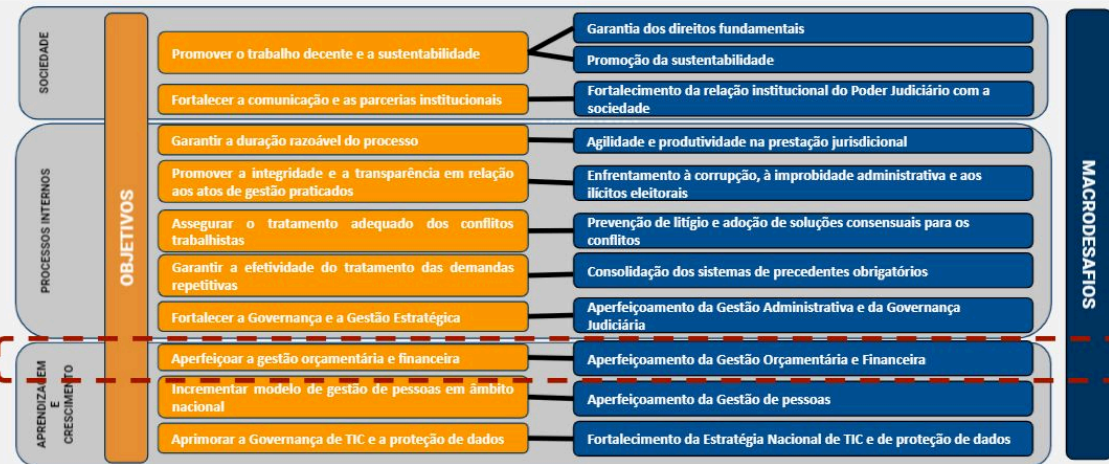 SOCIEDADE
OBJETIVOS
Promover o trabalho decente e a sustentabilidade
Garantia dos direitos fundamentais
Promoção da sustentabilidade
Fortalecer a comunicação e as parcerias institucionais
Fortalecimento da relação institucional do Poder Judiciário com a
sociedade
PROCESSOS INTERNOS
Garantir a duração razoável do processo
Agilidade e produtividade na prestação jurisdicional
Promover a integridade e a transparência em relação
aos atos de gestão praticados
Enfrentamento à corrupção, à improbidade administrativa e aos
ilícitos eleitorais
Assegurar o tratamento adequado dos conflitos
trabalhistas
Prevenção de litígio e adoção de soluções consensuais para os
conflitos
Garantir a efetividade do tratamento das demandas
repetitivas
Consolidação dos sistemas de precedentes obrigatórios
Fortalecer a Governança e a Gestão Estratégica
Aperfeiçoamento da Gestão Administrativa e da Governança
Judiciária
APRENDIZAGEM
E
CRESCIMENTO
Aperfeiçoar a gestão orçamentária e financeira
Aperfeiçoamento da Gestão Orçamentária e Financeira
Incrementar modelo de gestão de pessoas em âmbito
nacional
Aperfeiçoamento da Gestão de pessoas
Aprimorar a Governança de TIC e a proteção de dados
Fortalecimento da Estratégia Nacional de TIC e de proteção de dados
MACRODESAFIOS